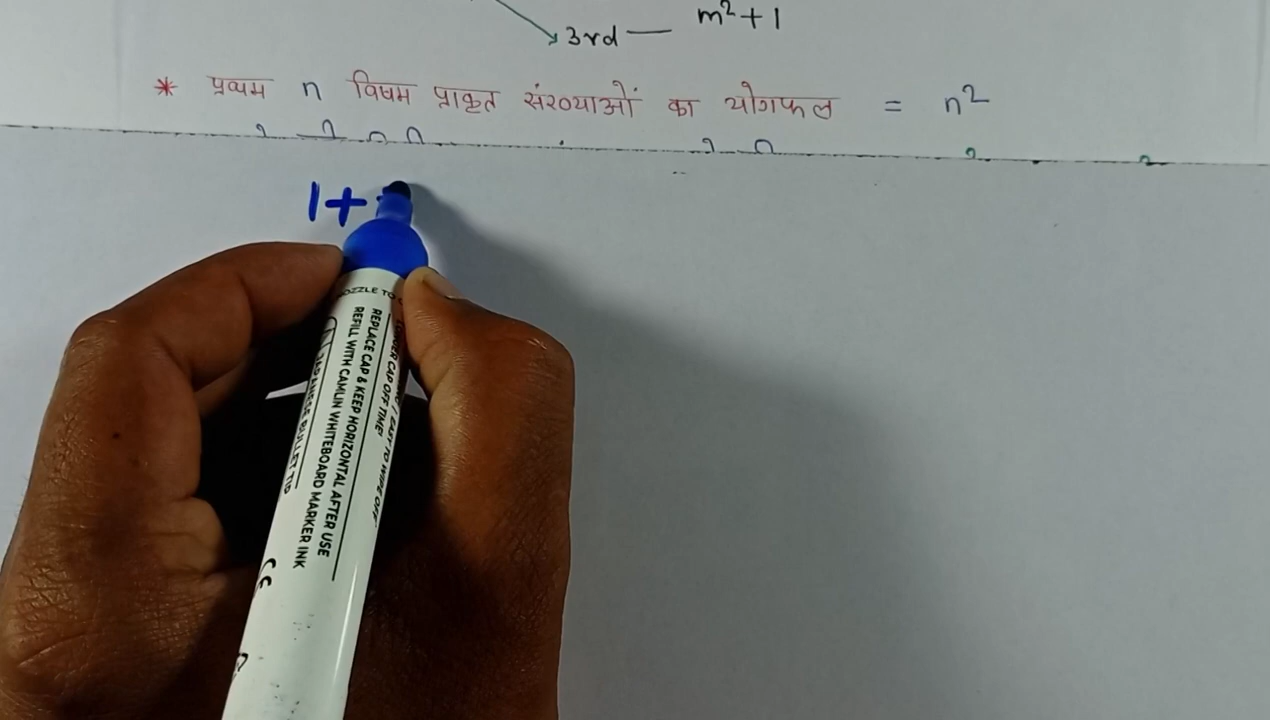 3rd — m²+1
* प्रथम n विषम प्राकृत संख्याओं का योगफल = n²
1+
REPLACE CAP & KEEP HORIZONTAL AFTER USE
REFILL WITH CAMLIN WHITEBOARD MARKER INK
CE